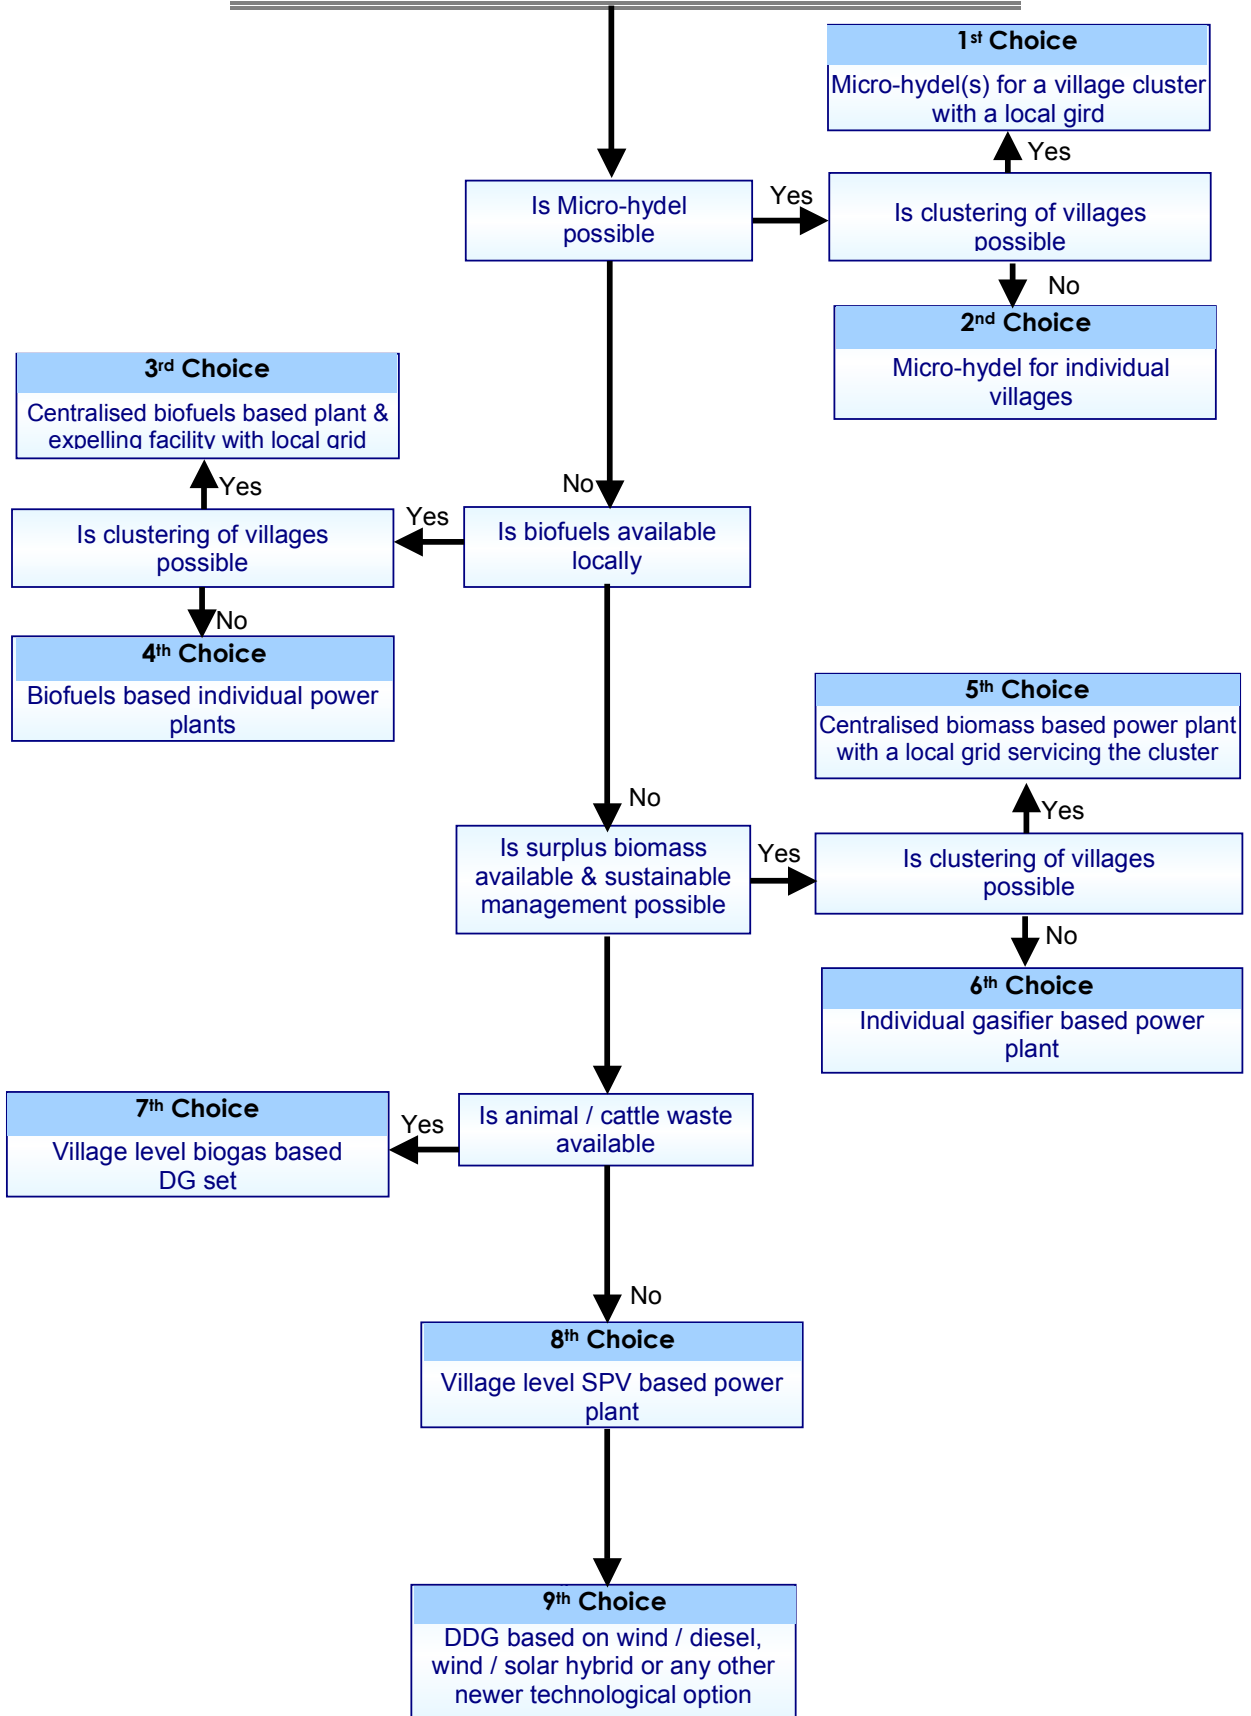 1st Choice
Micro-hydel(s) for a village cluster
with a local gird
Yes
Is Micro-hydel
possible
Yes
Is clustering of villages
possible
No
2nd Choice
Micro-hydel for individual
villages
3rd Choice
Centralised biofuels based plant &
expelling facility with local grid
Yes
No
Is clustering of villages
possible
Yes
Is biofuels available
locally
No
4th Choice
Biofuels based individual power
plants
5th Choice
Centralised biomass based power plant
with a local grid servicing the cluster
No
Yes
Is surplus biomass
available & sustainable
management possible
Yes
Is clustering of villages
possible
No
6th Choice
Individual gasifier based power
plant
7th Choice
Village level biogas based
DG set
Yes
Is animal / cattle waste
available
No
8th Choice
Village level SPV based power
plant
9th Choice
DDG based on wind / diesel,
wind / solar hybrid or any other
newer technological option